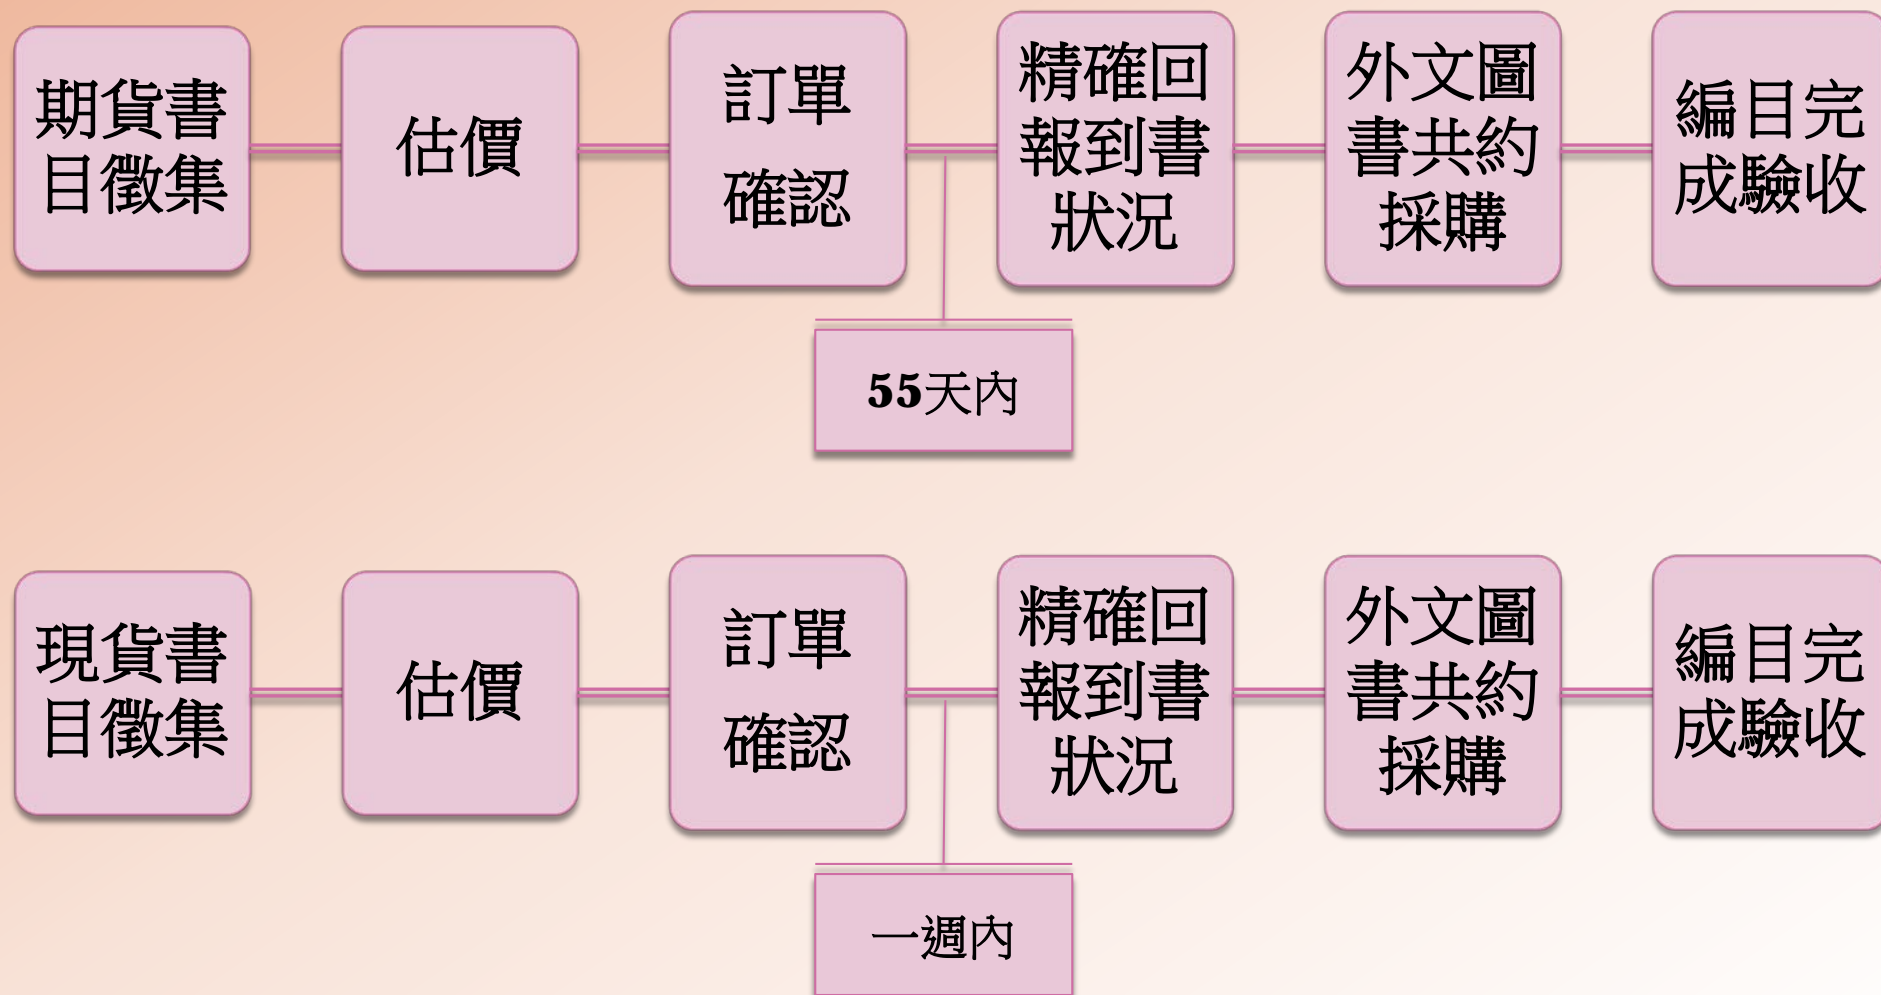 期貨書
目徵集
估價
訂單
確認
精確回
報到書
狀況
外文圖
書共約
採購
編目完
成驗收
55天內
現貨書
目徵集
估價
訂單
確認
精確回
報到書
狀況
外文圖
書共約
採購
編目完
成驗收
一週內